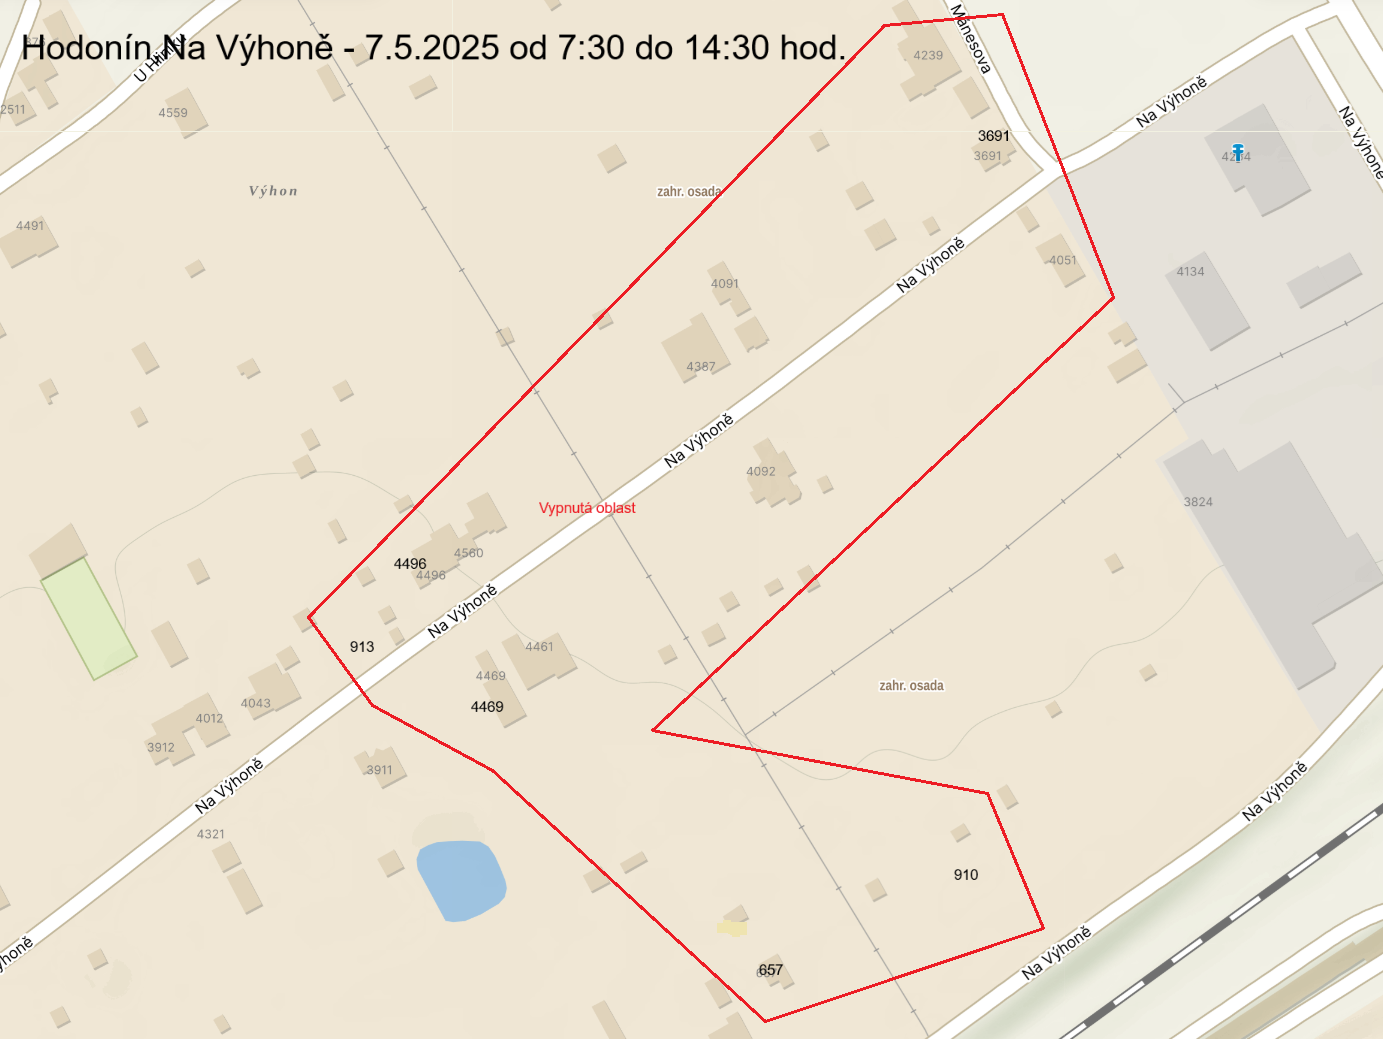 Hodonín Na Výhoně - 7.5.2025 od 7:30 do 14:30 hod.
U Hlinky
Mánesova
4239
2511
4559
Na Výhoně
Na Výhoně
3691
3691
4284
Výhon
zahr. osada
4491
Na Výhoně
4051
4134
4091
4387
Na Výhoně
4092
3824
Vypnutá oblast
4496
4560
4496
Na Výhoně
913
4461
4469
4469
zahr. osada
4043
4012
3912
3911
Na Výhoně
Na Výhoně
4321
910
Na Výhoně
657